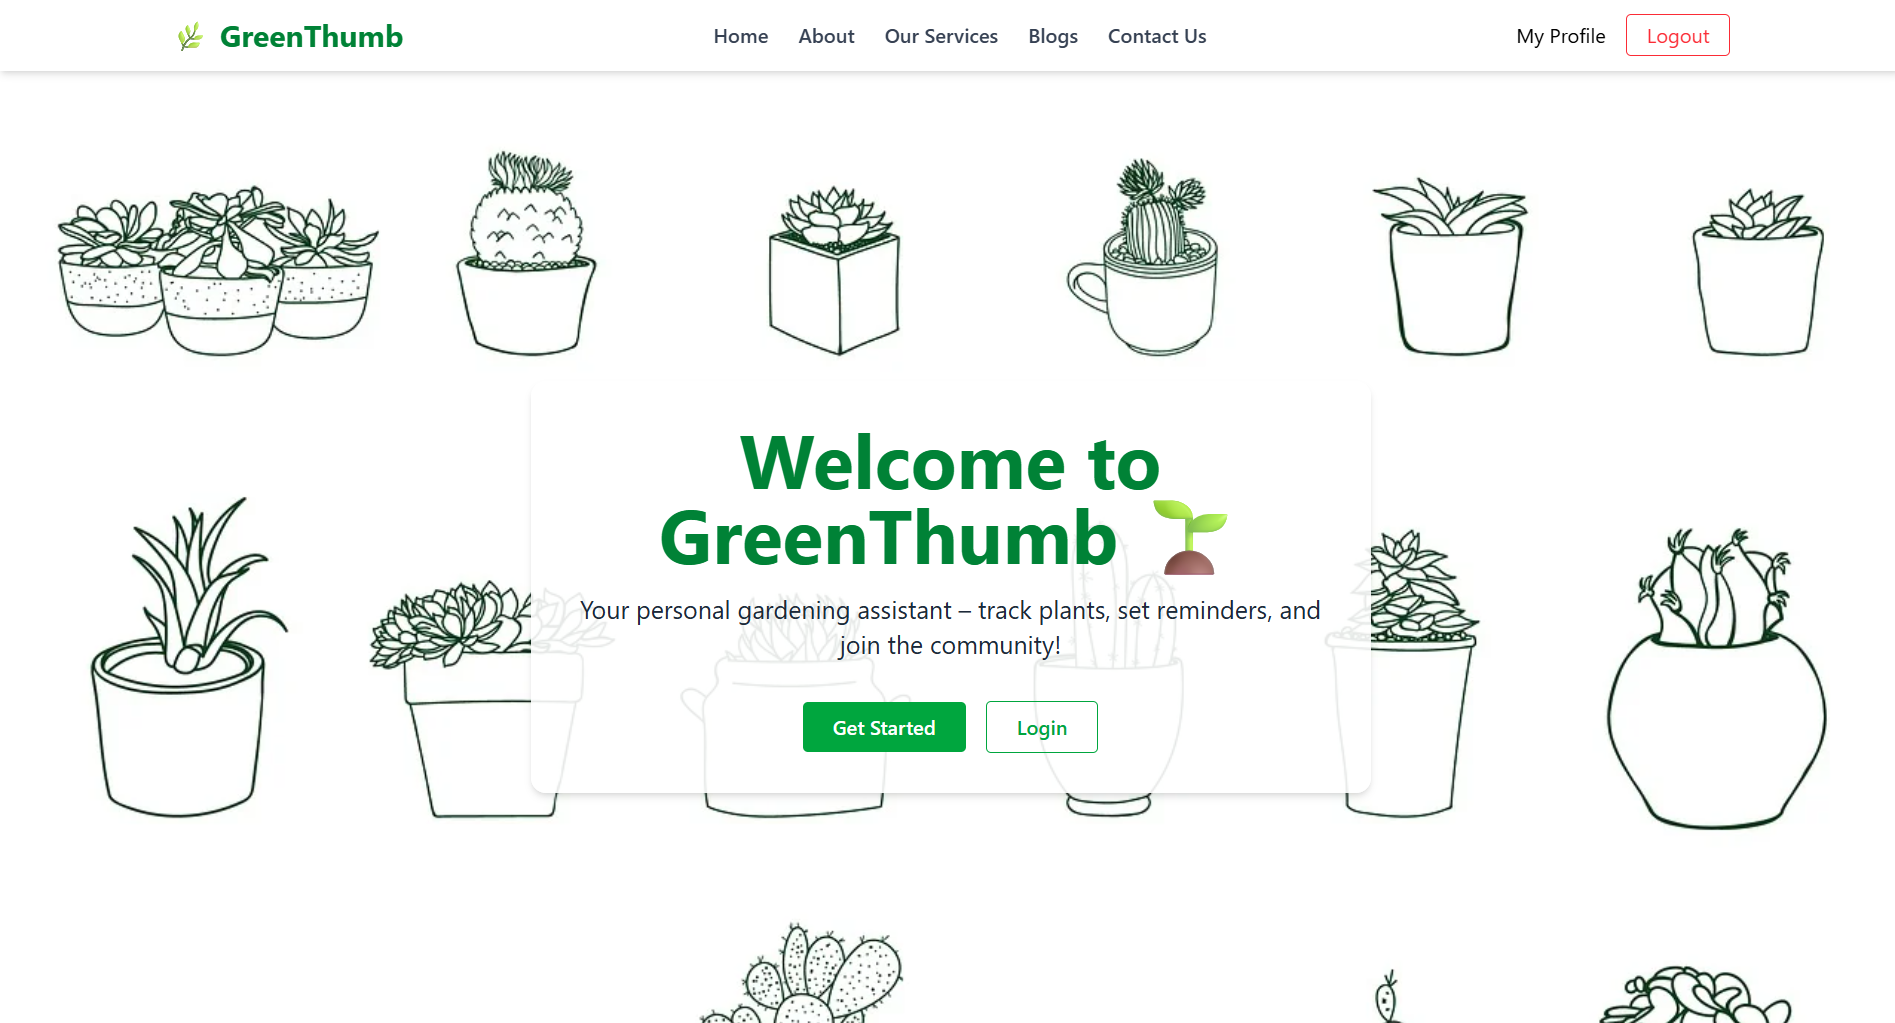 GreenThumb
Home About Our Services Blogs Contact Us
My Profile Logout
Welcome to
GreenThumb
Your personal gardening assistant – track plants, set reminders, and
join the community!
Get Started Login